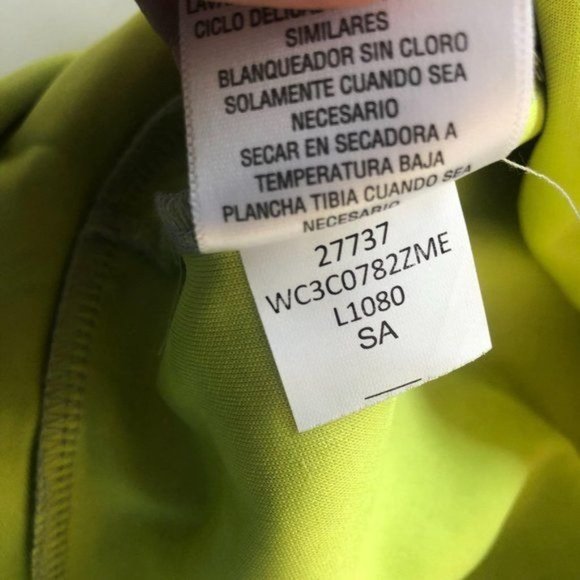 CICLO DELICA
SIMILARES
BLANQUEADOR SIN CLORO
SOLAMENTE CUANDO SEA
NECESARIO
SECAR EN SECADORA A
TEMPERATURA BAJA
PLANCHA TIBIA CUANDO SEA
NECESARIO
27737
WC3C0782ZME
L1080
SA